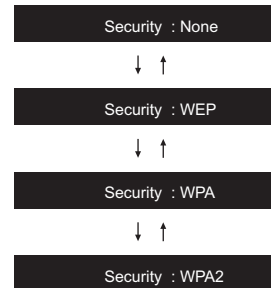 Security : None
↓ ↑
Security : WEP
↓ ↑
Security : WPA
↓ ↑
Security : WPA2